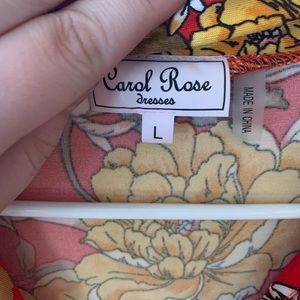 Carol Rose
dresses
L
MADE IN CHINA